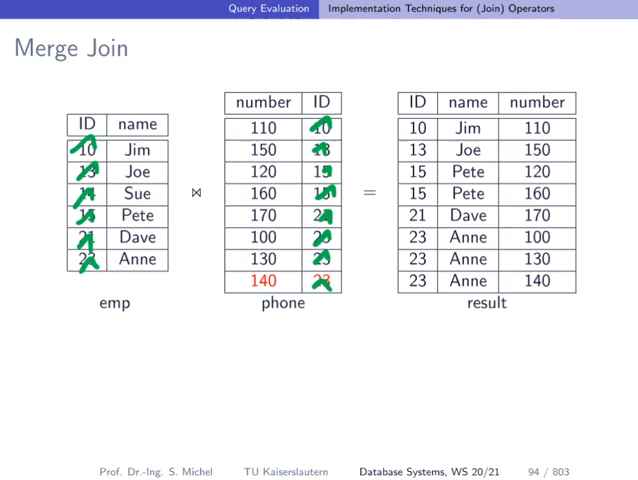 Query Evaluation Implementation Techniques for (Join) Operators
Merge Join
ID name
10 Jim
13 Joe
14 Sue
15 Pete
21 Dave
23 Anne
emp
⋈
number ID
110 10
150 13
120 15
160 15
170 21
100 23
130 23
140 23
phone
=
ID name number
10 Jim 110
13 Joe 150
15 Pete 120
15 Pete 160
21 Dave 170
23 Anne 100
23 Anne 130
23 Anne 140
result
Prof. Dr.-Ing. S. Michel TU Kaiserslautern Database Systems, WS 20/21 94 / 803